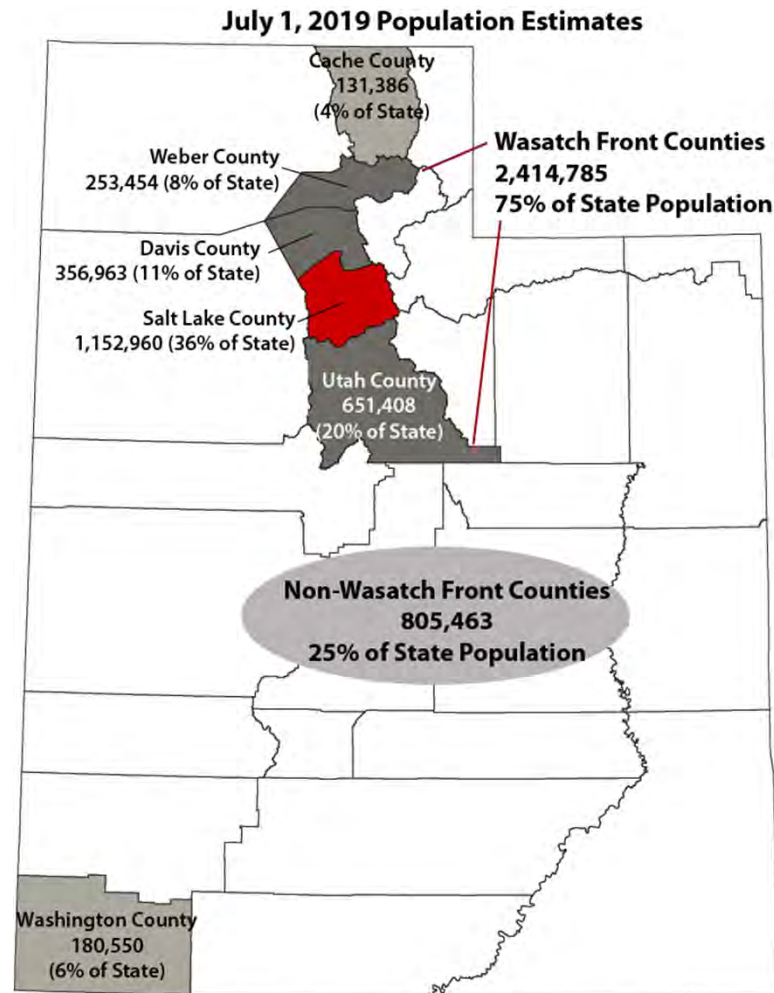 July 1, 2019 Population Estimates
Cache County
131,386
(4% of State)
Weber County
253,454 (8% of State)
Wasatch Front Counties
2,414,785
75% of State Population
Davis County
356,963 (11% of State)
Salt Lake County
1,152,960 (36% of State)
Utah County
651,408
(20% of State)
Non-Wasatch Front Counties
805,463
25% of State Population
Washington County
180,550
(6% of State)